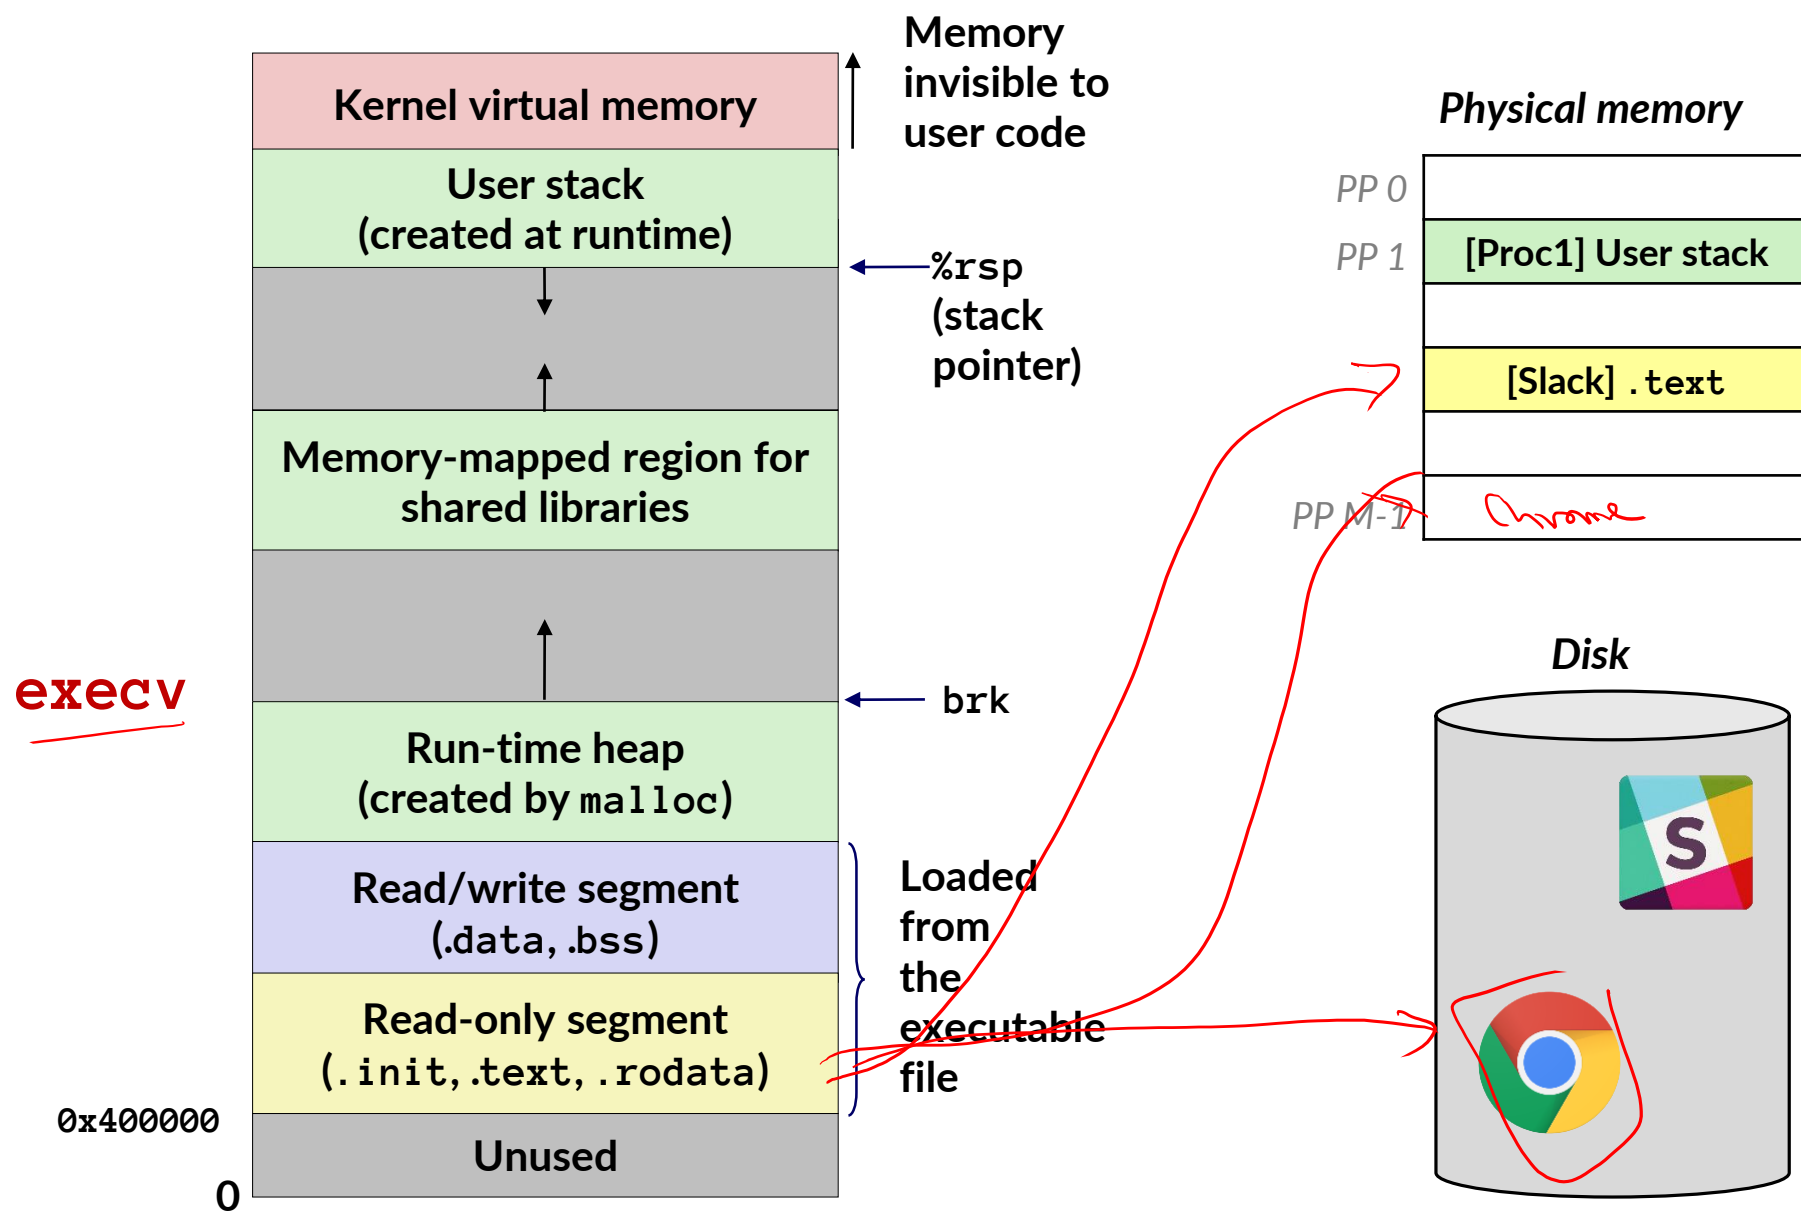 Kernel virtual memory
User stack
(created at runtime)
Memory-mapped region for
shared libraries
Run-time heap
(created by malloc)
Read/write segment
(.data, .bss)
Read-only segment
(.init, .text, .rodata)
Unused
0x400000
0
execv
Memory
invisible to
user code
%rsp
(stack
pointer)
brk
Loaded
from
the
executable
file
Physical memory
PP 0
PP 1
[Proc1] User stack
[Slack] .text
PP M-1
Chrome
Disk
S